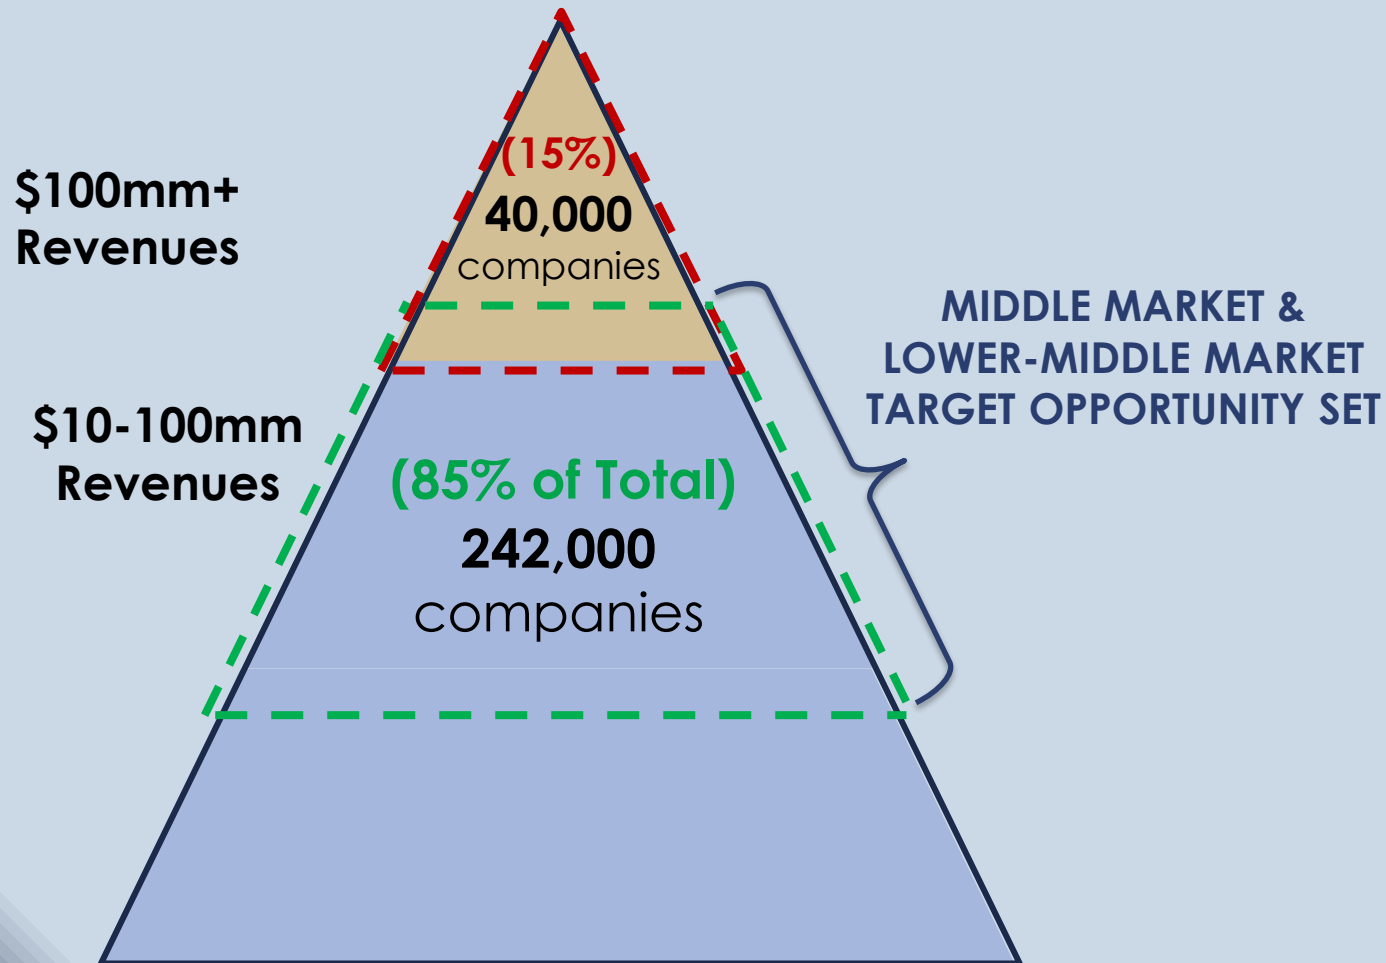 (15%)
40,000
companies
$100mm+
Revenues
MIDDLE MARKET &
LOWER-MIDDLE MARKET
TARGET OPPORTUNITY SET
$10-100mm
Revenues
(85% of Total)
242,000
companies